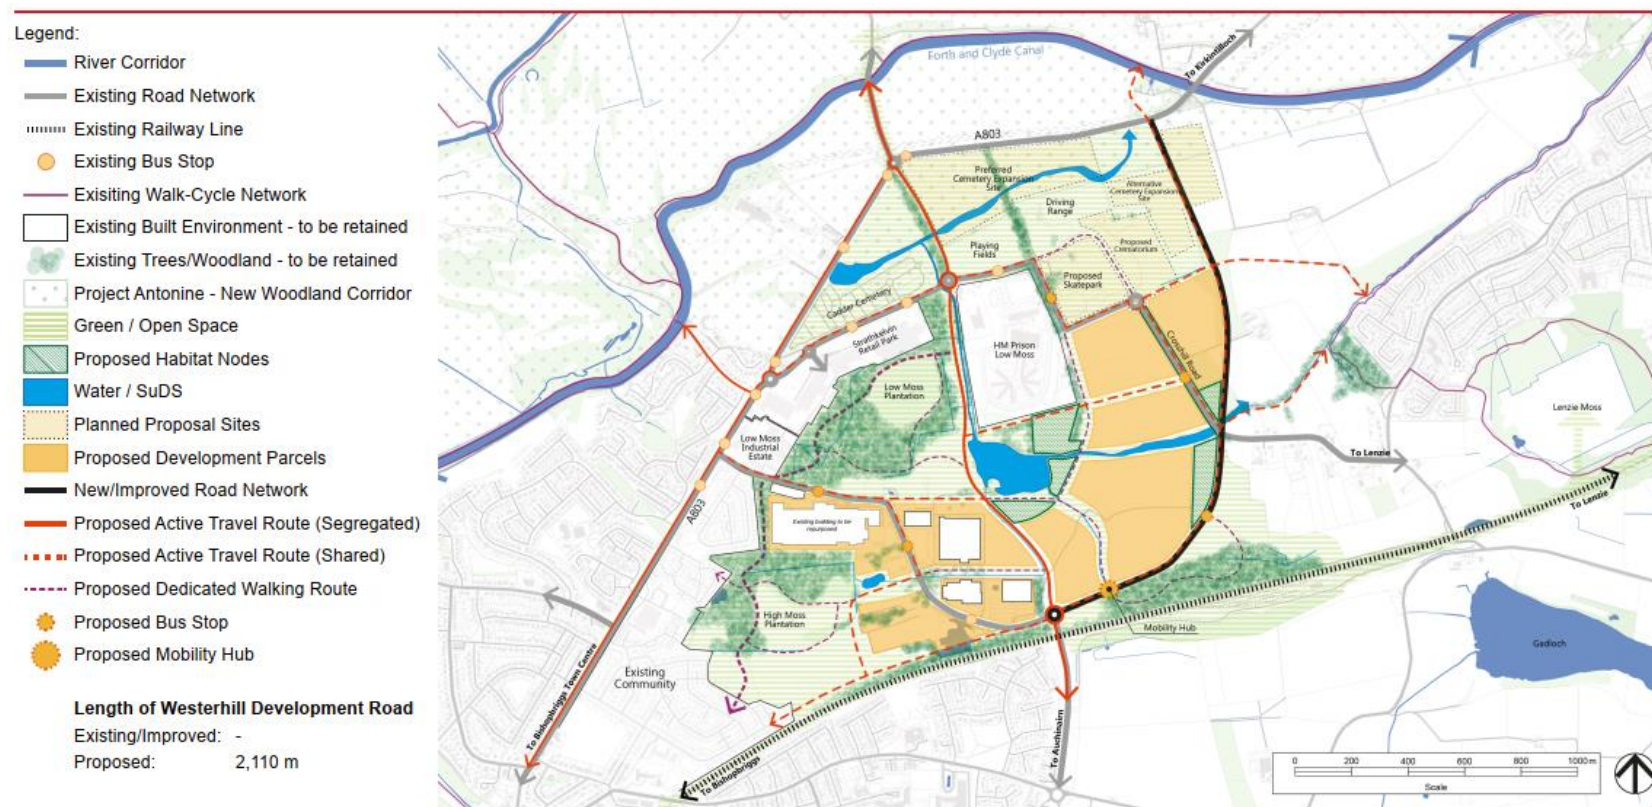 Legend:
River Corridor
Existing Road Network
Existing Railway Line
Existing Bus Stop
Exisiting Walk-Cycle Network
Existing Built Environment - to be retained
Existing Trees/Woodland - to be retained
Project Antonine - New Woodland Corridor
Green / Open Space
Proposed Habitat Nodes
Water / SuDS
Planned Proposal Sites
Proposed Development Parcels
New/Improved Road Network
Proposed Active Travel Route (Segregated)
Proposed Active Travel Route (Shared)
Proposed Dedicated Walking Route
Proposed Bus Stop
Proposed Mobility Hub
Length of Westerhill Development Road
Existing/Improved: -
Proposed: 2,110 m
Forth and Clyde Canal
To Kirkintilloch
A803
Preferred
Cemetery Expansion
Site
Alternative
Cemetery Expansion
Site
Driving
Range
Playing
Fields
Proposed
Crematorium
Proposed
Skatepark
Cadder Cemetery
Strathkelvin
Retail Park
HM Prison
Low Moss
Crosshill Road
Low Moss
Plantation
Low Moss
Industrial
Estate
Lenzie Moss
To Lenzie
To Lenzie
A803
Existing building to be
repurposed
High Moss
Plantation
Mobility Hub
Gadloch
Existing
Community
To Bishopbriggs Town Centre
To Bishopbriggs
To Auchinairn
0 200 400 600 800 1000m
Scale